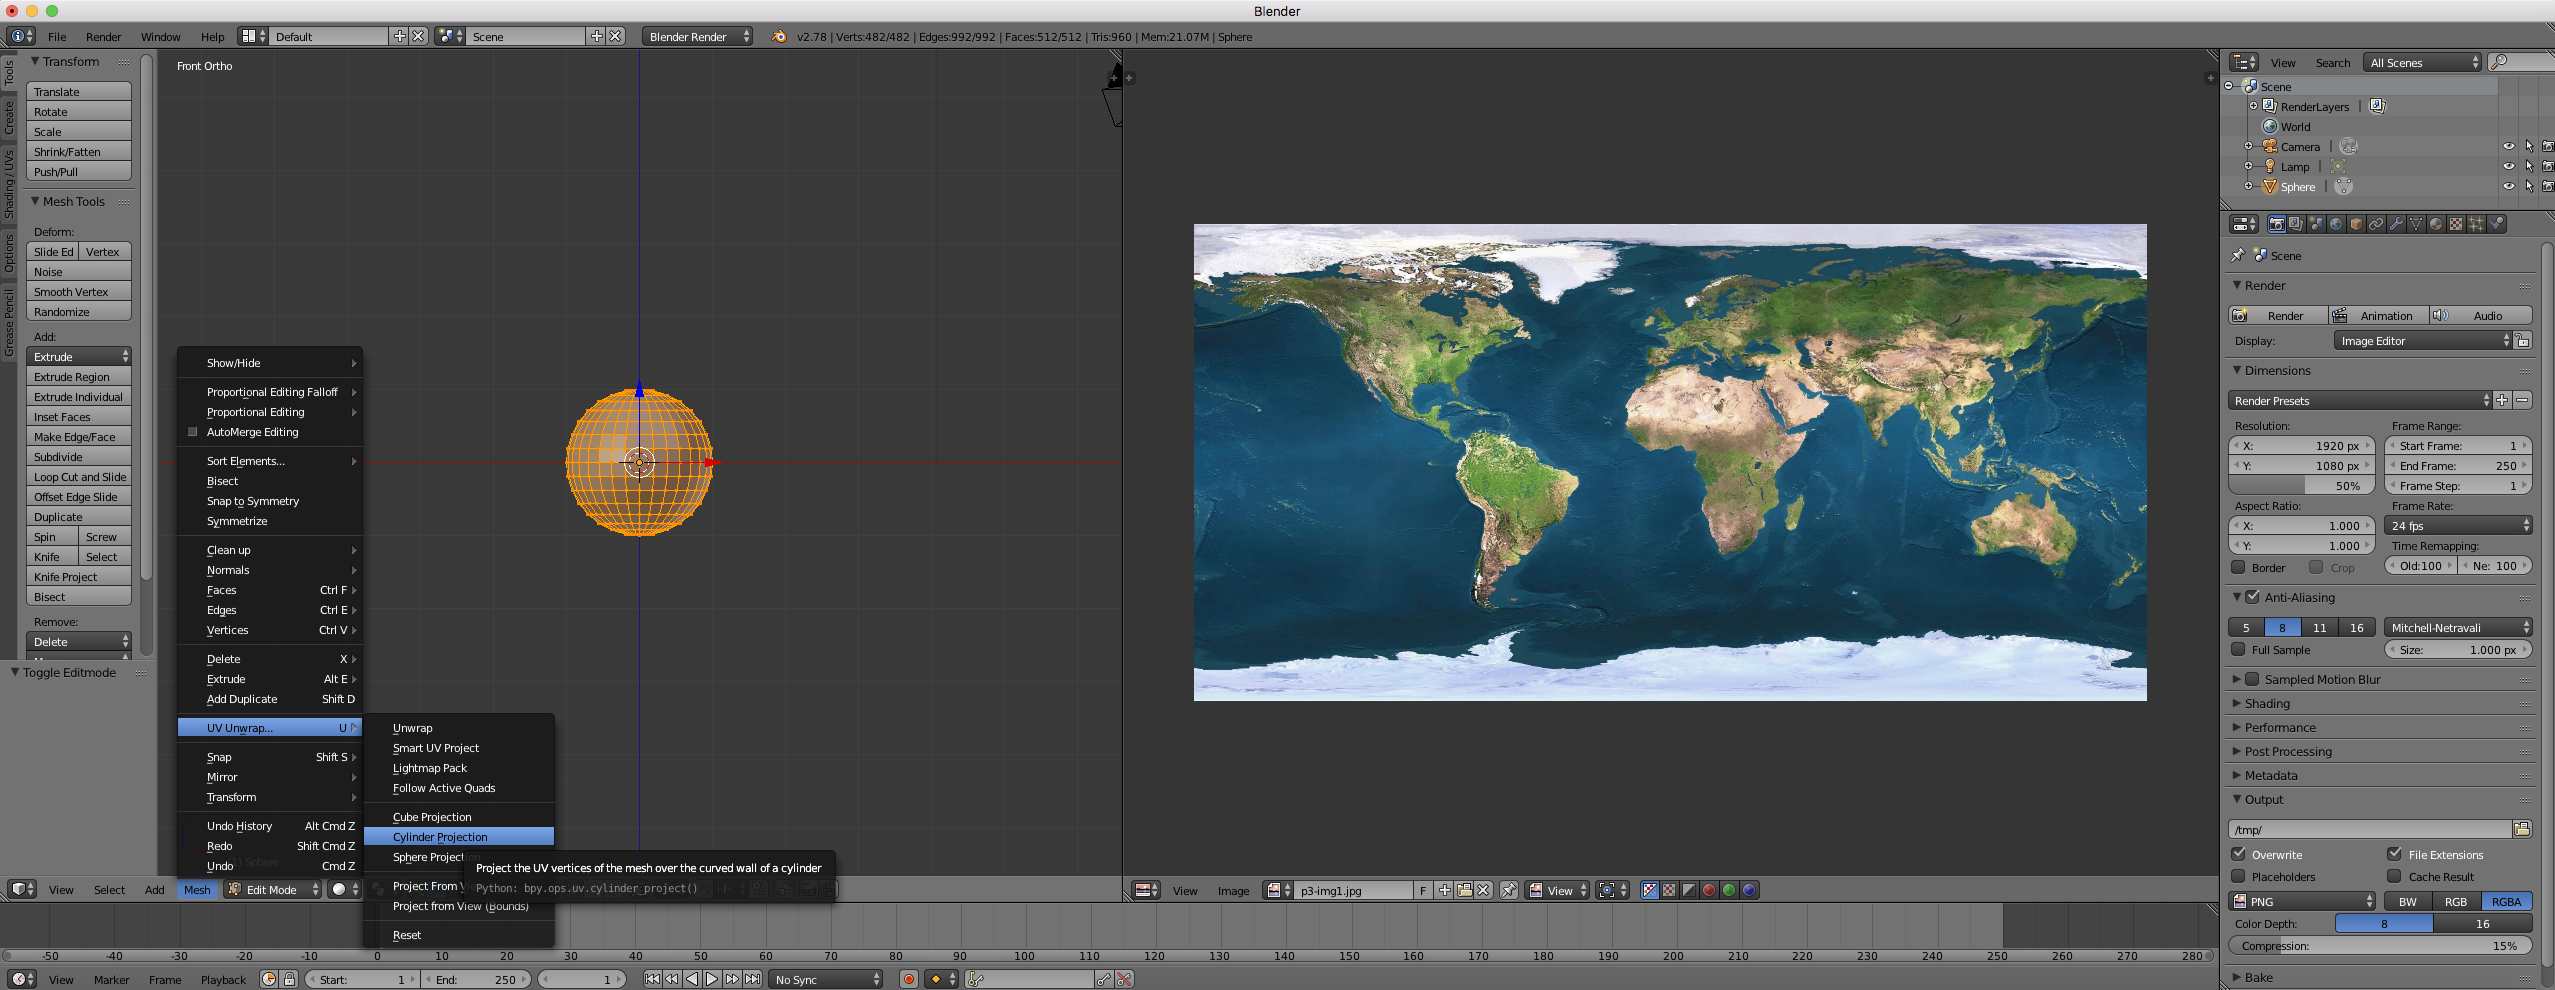 Blender
File Render Window Help Default Scene Blender Render v2.78 | Verts:482/482 | Edges:992/992 | Faces:512/512 | Tris:960 | Mem:21.07M | Sphere
Tools
Create
Shading / UVs
Options
Grease Pencil
Transform
Translate
Rotate
Scale
Shrink/Fatten
Push/Pull
Mesh Tools
Deform:
Slide Ed Vertex
Noise
Smooth Vertex
Randomize
Add:
Extrude
Extrude Region
Extrude Individual
Inset Faces
Make Edge/Face
Subdivide
Loop Cut and Slide
Offset Edge Slide
Duplicate
Spin Screw
Knife Select
Knife Project
Bisect
Remove:
Delete
Toggle Editmode
Front Ortho
Show/Hide
Proportional Editing Falloff
Proportional Editing
AutoMerge Editing
Sort Elements...
Bisect
Snap to Symmetry
Symmetrize
Clean up
Normals
Faces Ctrl F
Edges Ctrl E
Vertices Ctrl V
Delete X
Extrude Alt E
Add Duplicate Shift D
UV Unwrap... U
Snap Shift S
Mirror
Transform
Undo History Alt Cmd Z
Redo Shift Cmd Z
Undo Cmd Z
Unwrap
Smart UV Project
Lightmap Pack
Follow Active Quads
Cube Projection
Cylinder Projection
Sphere Project
Project From V
Project from View (Bounds)
Reset
Project the UV vertices of the mesh over the curved wall of a cylinder
Python: bpy.ops.uv.cylinder_project()
View Select Add Mesh Edit Mode
View Image p3-img1.jpg F View
-50 -40 -30 -20 -10 0 10 20 30 40 50 60 70 80 90 100 110 120 130 140 150 160 170 180 190 200 210 220 230 240 250 260 270 280
View Marker Frame Playback Start: 1 End: 250 1 No Sync
View Search All Scenes
Scene
RenderLayers |
World
Camera |
Lamp |
Sphere |
Scene
Render
Render Animation Audio
Display: Image Editor
Dimensions
Render Presets
Resolution: Frame Range:
X: 1920 px Start Frame: 1
Y: 1080 px End Frame: 250
50% Frame Step: 1
Aspect Ratio: Frame Rate:
X: 1.000 24 fps
Y: 1.000 Time Remapping:
Border Crop Old:100 Ne: 100
Anti-Aliasing
5 8 11 16 Mitchell-Netravali
Full Sample Size: 1.000 px
Sampled Motion Blur
Shading
Performance
Post Processing
Metadata
Output
/tmp/
Overwrite File Extensions
Placeholders Cache Result
PNG BW RGB RGBA
Color Depth: 8 16
Compression: 15%
Bake